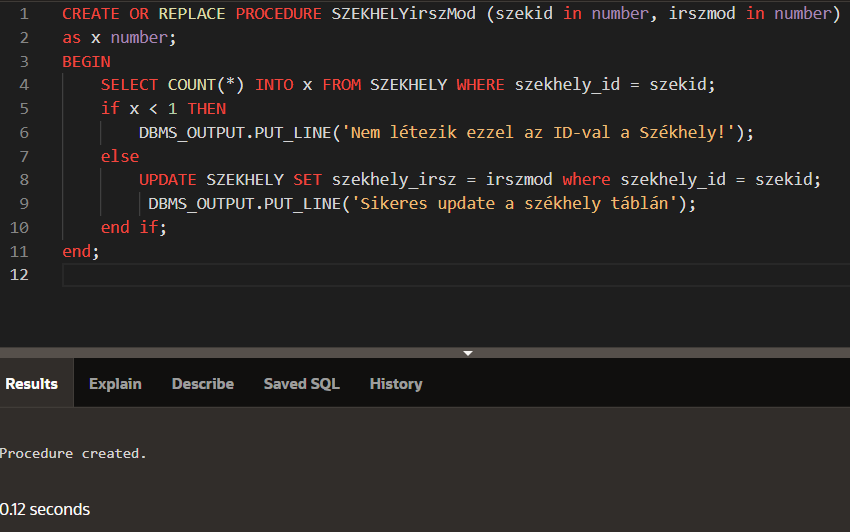 1 CREATE OR REPLACE PROCEDURE SZEKHELYirszMod (szekid in number, irszmod in number)
2 as x number;
3 BEGIN
4 SELECT COUNT(*) INTO x FROM SZEKHELY WHERE szekhely_id = szekid;
5 if x < 1 THEN
6 DBMS_OUTPUT.PUT_LINE('Nem létezik ezzel az ID-val a Székhely!');
7 else
8 UPDATE SZEKHELY SET szekhely_irsz = irszmod where szekhely_id = szekid;
9 DBMS_OUTPUT.PUT_LINE('Sikeres update a székhely táblán');
10 end if;
11 end;
12
Results Explain Describe Saved SQL History
Procedure created.
0.12 seconds